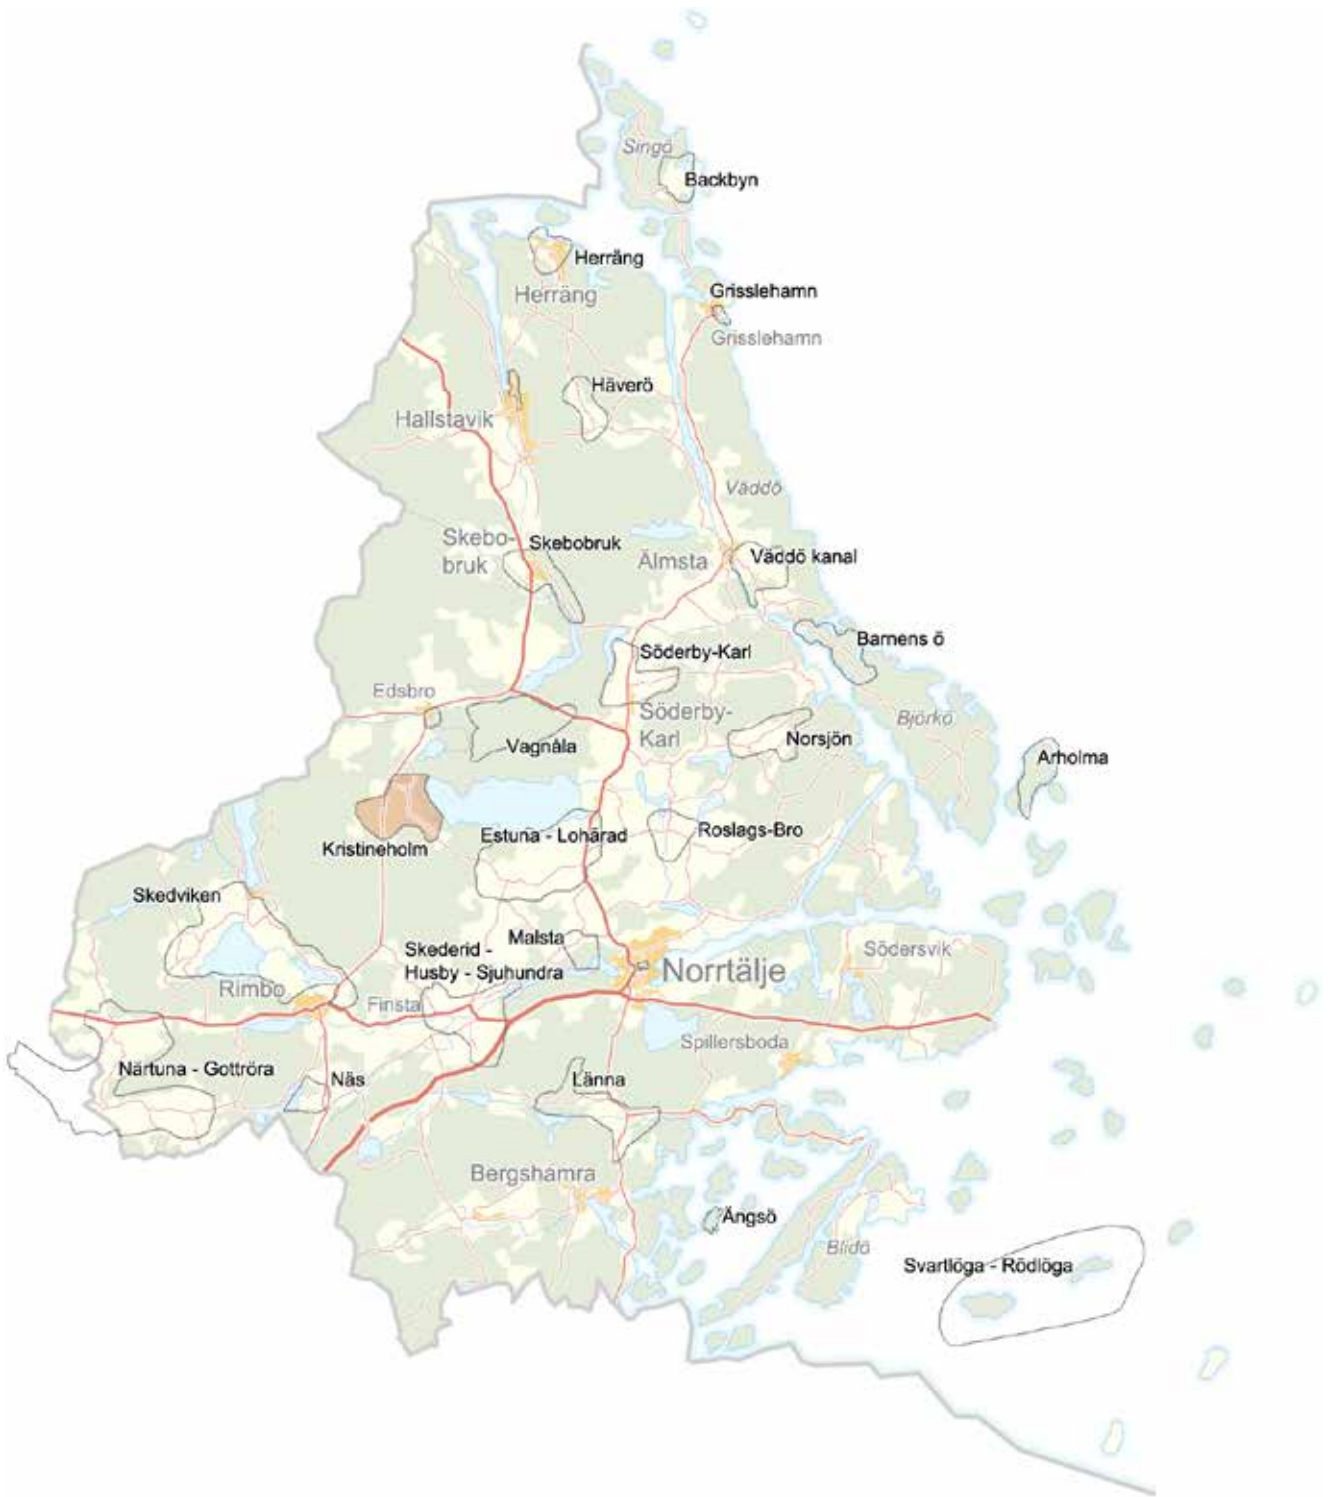 Singö
Backbyn
Herräng
Herräng
Grisslehamn
Grisslehamn
Häverö
Hallstavik
Väddö
Skebo-
bruk
Skebobruk
Älmsta
Väddö kanal
Barnens ö
Söderby-Karl
Edsbro
Söderby-
Karl
Björkö
Vagnåla
Norsjön
Arholma
Estuna - Lohärad
Roslags-Bro
Kristineholm
Skedviken
Malsta
Skederid -
Husby - Sjuhundra
Södersvik
Norrtälje
Rimbo
Finsta
Spillersboda
Närtuna - Gottröra
Näs
Länna
Bergshamra
Ängsö
Blidö
Svartlöga - Rödlöga